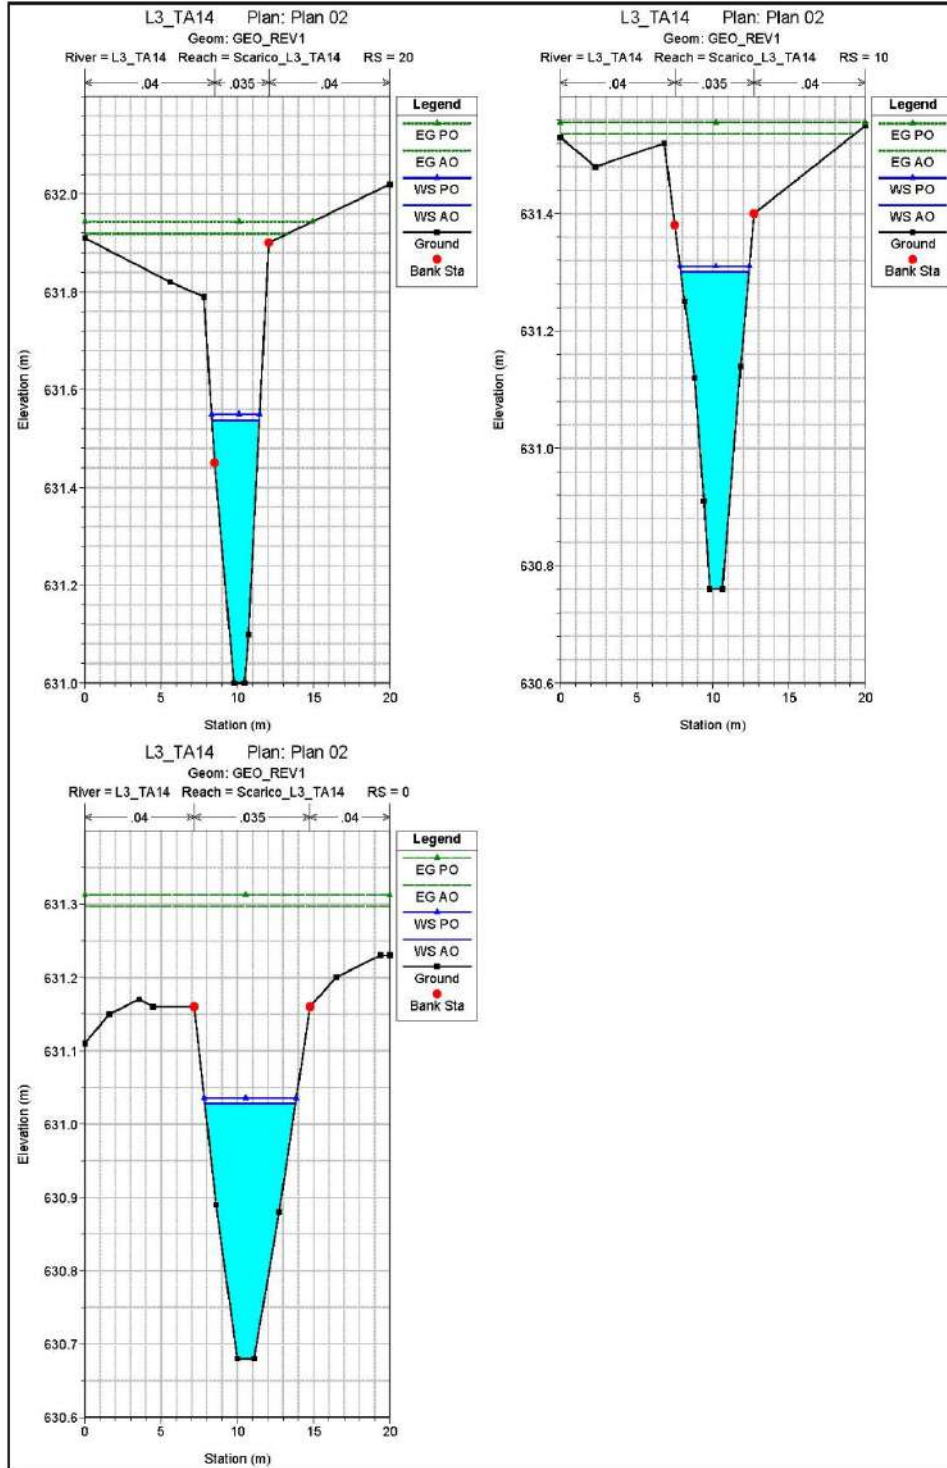 L3_TA14 Plan: Plan 02
Geom: GEO_REV1
River = L3_TA14 Reach = Scarico_L3_TA14 RS = 20
.04 .035 .04
Legend
EG PO
EG AO
WS PO
WS AO
Ground
Bank Sta
Elevation (m)
632.0
631.8
631.6
631.4
631.2
631.0
0 5 10 15 20
Station (m)
L3_TA14 Plan: Plan 02
Geom: GEO_REV1
River = L3_TA14 Reach = Scarico_L3_TA14 RS = 10
.04 .035 .04
Legend
EG PO
EG AO
WS PO
WS AO
Ground
Bank Sta
Elevation (m)
631.4
631.2
631.0
630.8
630.6
0 5 10 15 20
Station (m)
L3_TA14 Plan: Plan 02
Geom: GEO_REV1
River = L3_TA14 Reach = Scarico_L3_TA14 RS = 0
.04 .035 .04
Legend
EG PO
EG AO
WS PO
WS AO
Ground
Bank Sta
Elevation (m)
631.3
631.2
631.1
631.0
630.9
630.8
630.7
630.6
0 5 10 15 20
Station (m)